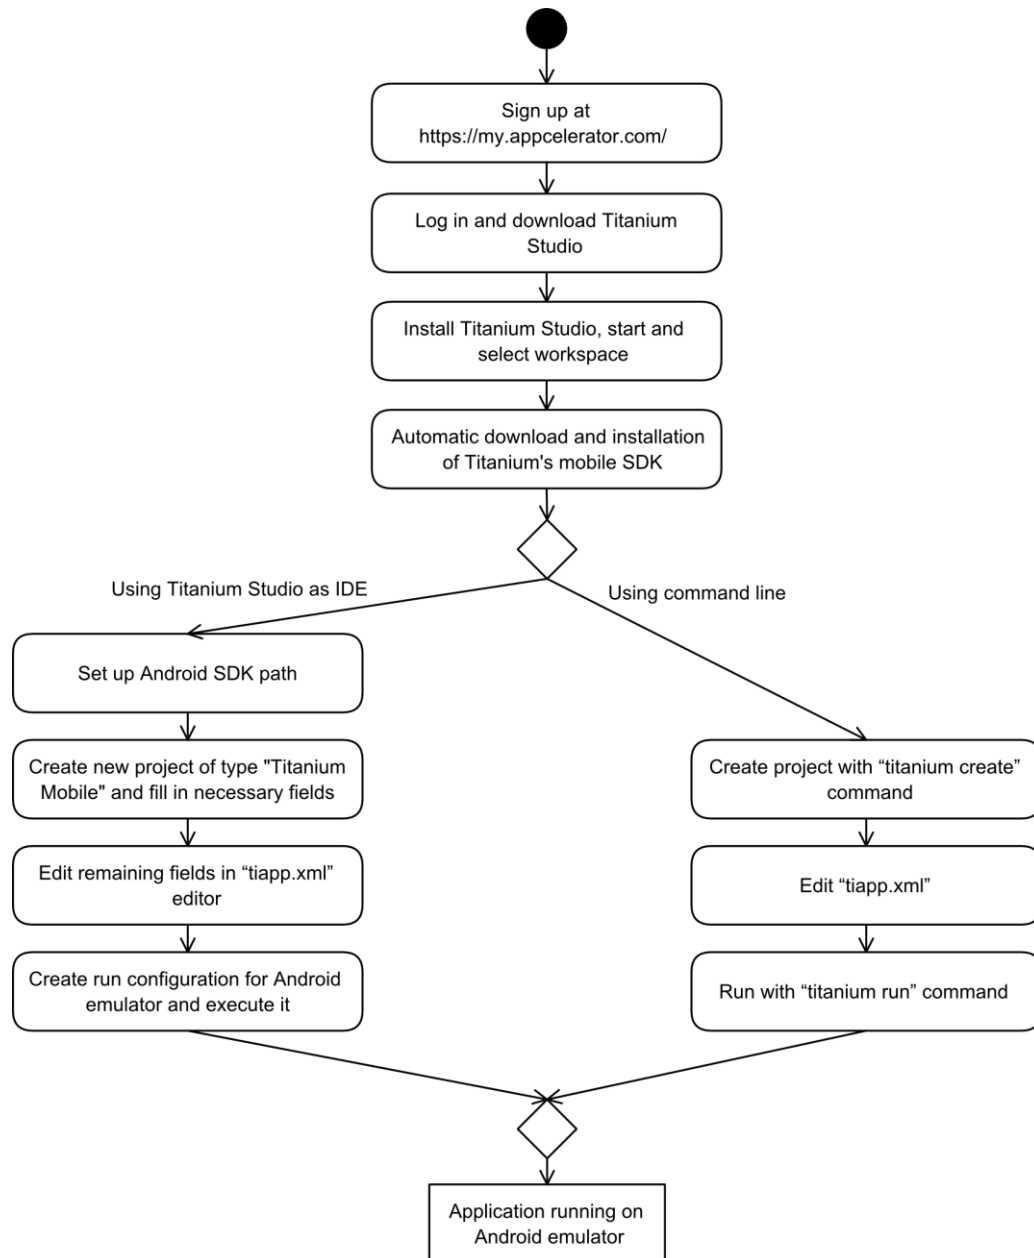 Sign up at
https://my.appcelerator.com/
Log in and download Titanium
Studio
Install Titanium Studio, start and
select workspace
Automatic download and installation
of Titanium's mobile SDK
Using Titanium Studio as IDE
Using command line
Set up Android SDK path
Create new project of type "Titanium
Mobile" and fill in necessary fields
Edit remaining fields in “tiapp.xml”
editor
Create run configuration for Android
emulator and execute it
Create project with “titanium create”
command
Edit “tiapp.xml”
Run with “titanium run” command
Application running on
Android emulator